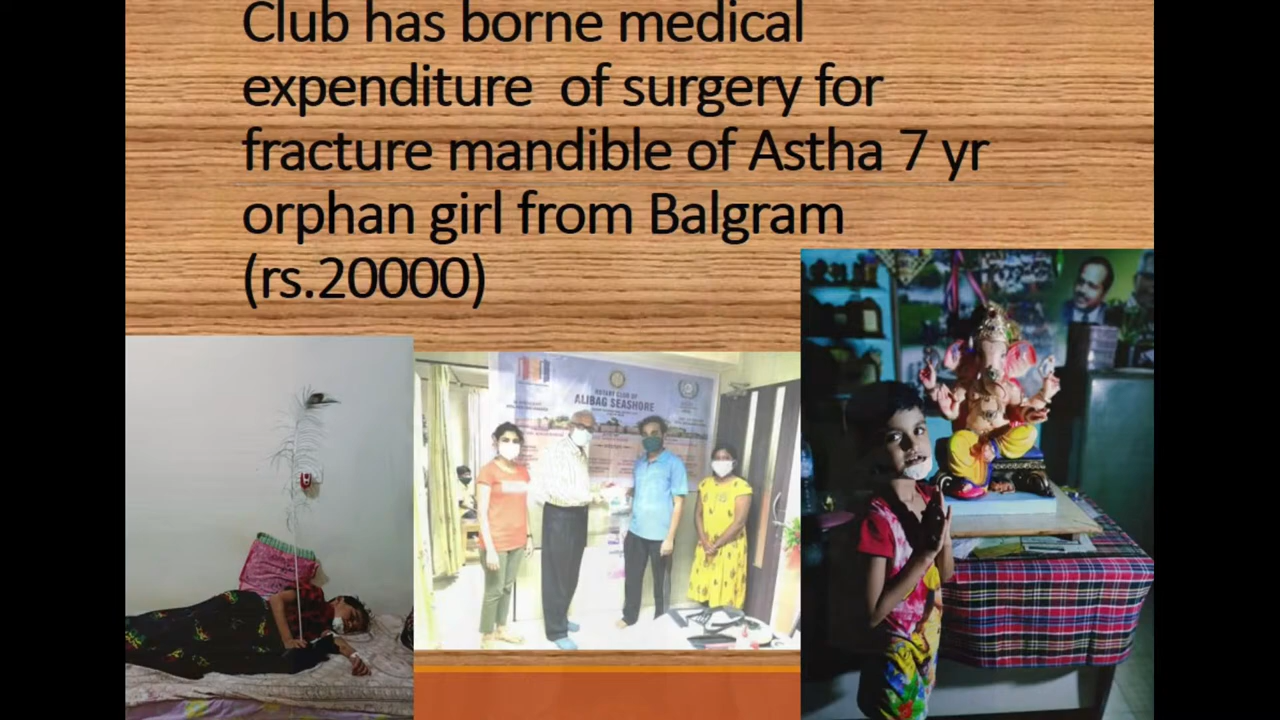 Club has borne medical
expenditure of surgery for
fracture mandible of Astha 7 yr
orphan girl from Balgram
(rs.20000)
ROTARY CLUB OF
ALIBAG SEASHORE